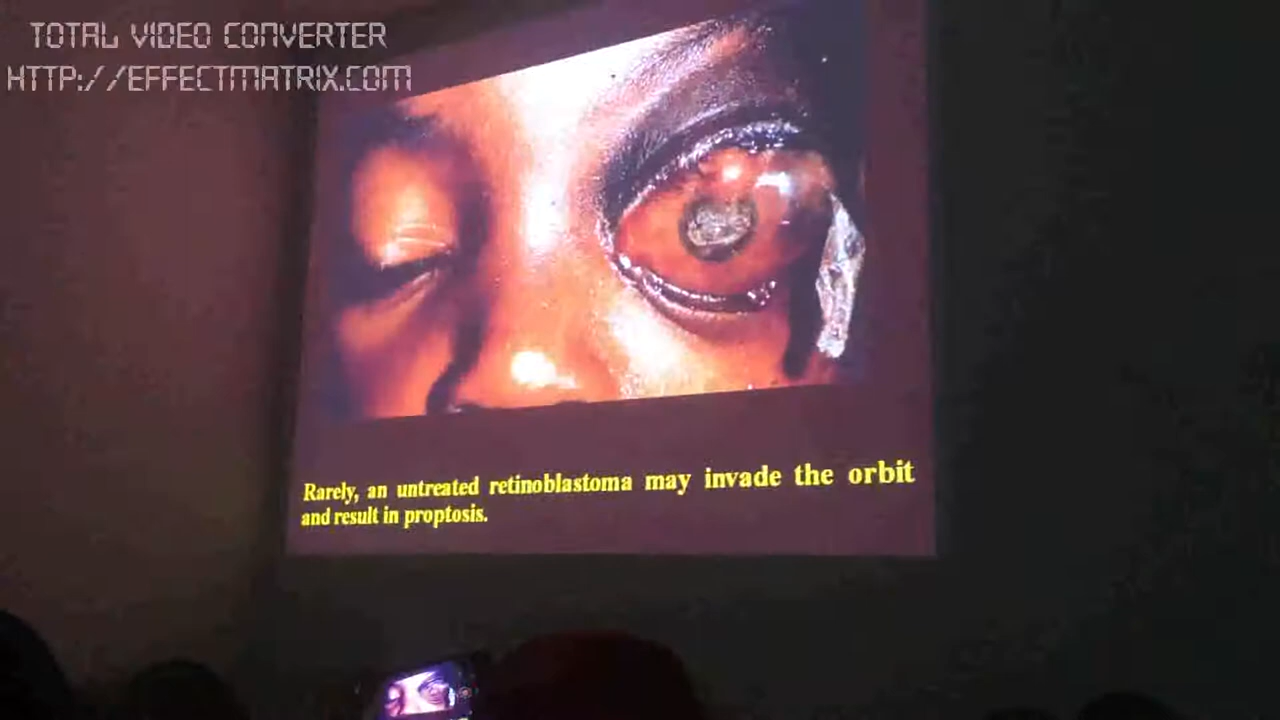 TOTAL VIDEO CONVERTER
HTTP://EFFECTMATRIX.COM
Rarely, an untreated retinoblastoma may invade the orbit
and result in proptosis.